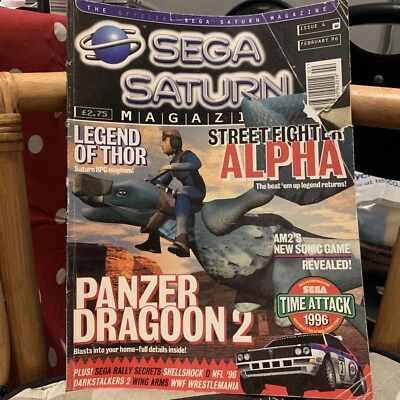 THE OFFICIAL SEGA SATURN MAGAZINE
ISSUE 4
FEBRUARY 96
SEGA
SATURN
MAGAZI
£2.75
LEGEND
OF THOR
Saturn RPG mayhem!
STREETFIGHTER
ALPHA
The beat 'em up legend returns!
AM2'S
NEW SONIC GAME
REVEALED!
PANZER
DRAGOON 2
Blasts into your home-full details inside!
SEGA
TIME ATTACK
1996
PLUS! SEGA RALLY SECRETS SHELLSHOCK D NFL '96
DARKSTALKERS 2 WING ARMS WWF WRESTLEMANIA